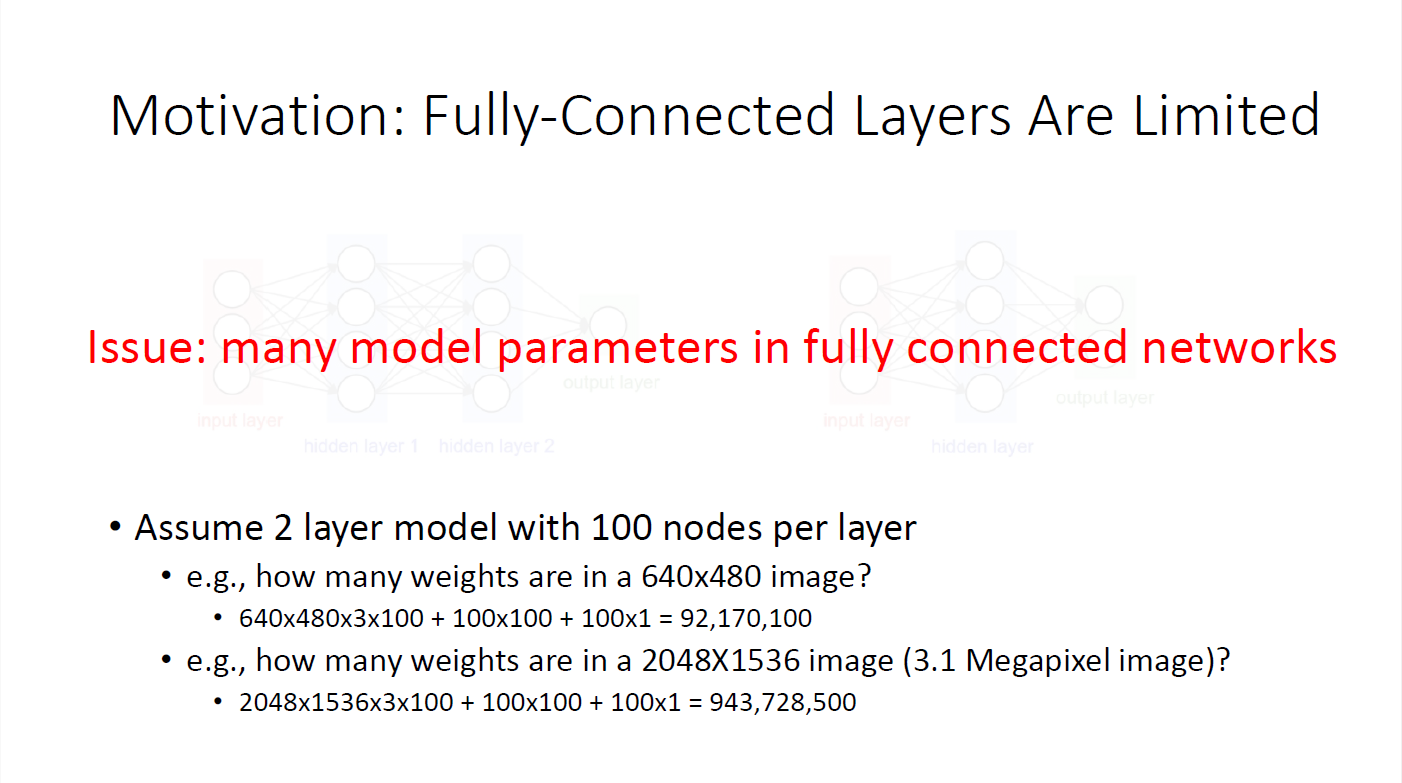 Motivation: Fully-Connected Layers Are Limited
Issue: many model parameters in fully connected networks
input layer
hidden layer 1
hidden layer 2
output layer
input layer
hidden layer
output layer
• Assume 2 layer model with 100 nodes per layer
• e.g., how many weights are in a 640x480 image?
• 640x480x3x100 + 100x100 + 100x1 = 92,170,100
• e.g., how many weights are in a 2048X1536 image (3.1 Megapixel image)?
• 2048x1536x3x100 + 100x100 + 100x1 = 943,728,500